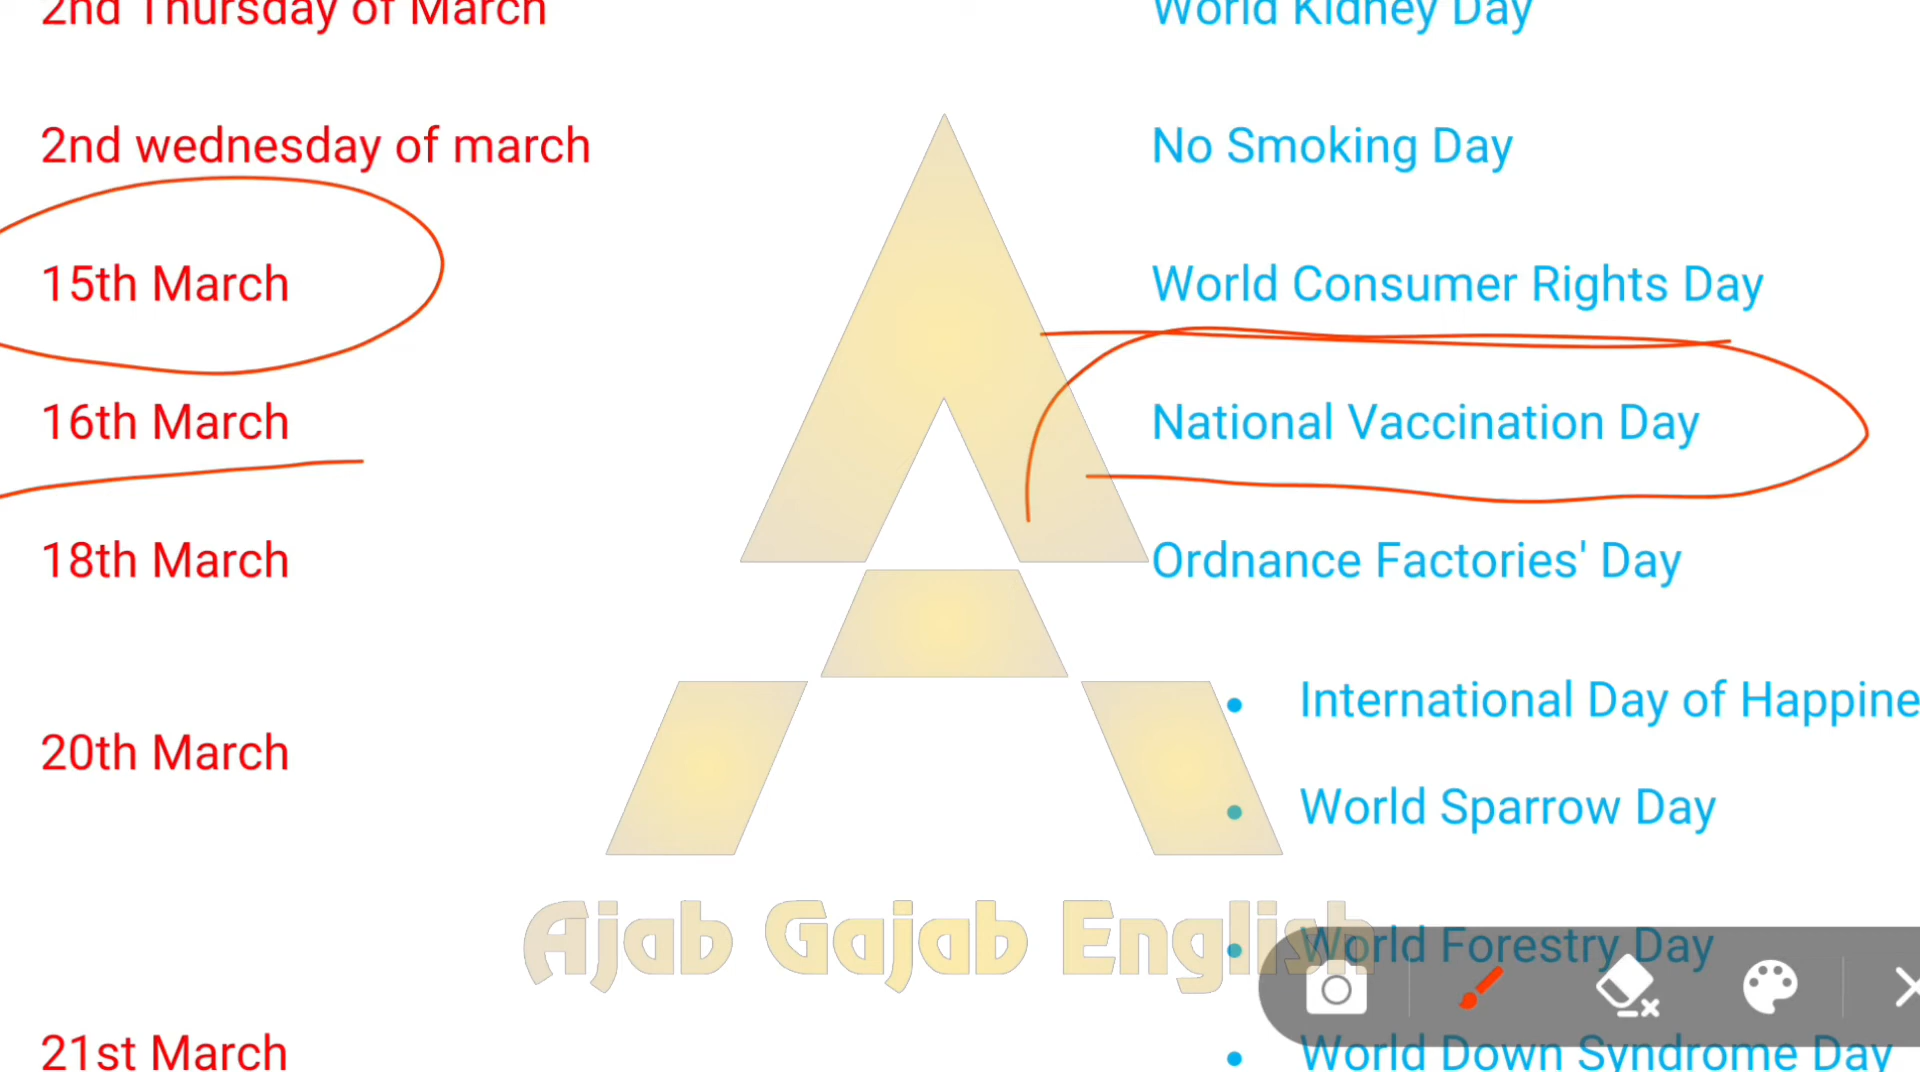 2nd Thursday of March World Kidney Day
2nd wednesday of march No Smoking Day
15th March World Consumer Rights Day
16th March National Vaccination Day
18th March Ordnance Factories' Day
• International Day of Happine
20th March
• World Sparrow Day
Ajab Gajab English
• World Forestry Day
21st March • World Down Syndrome Day